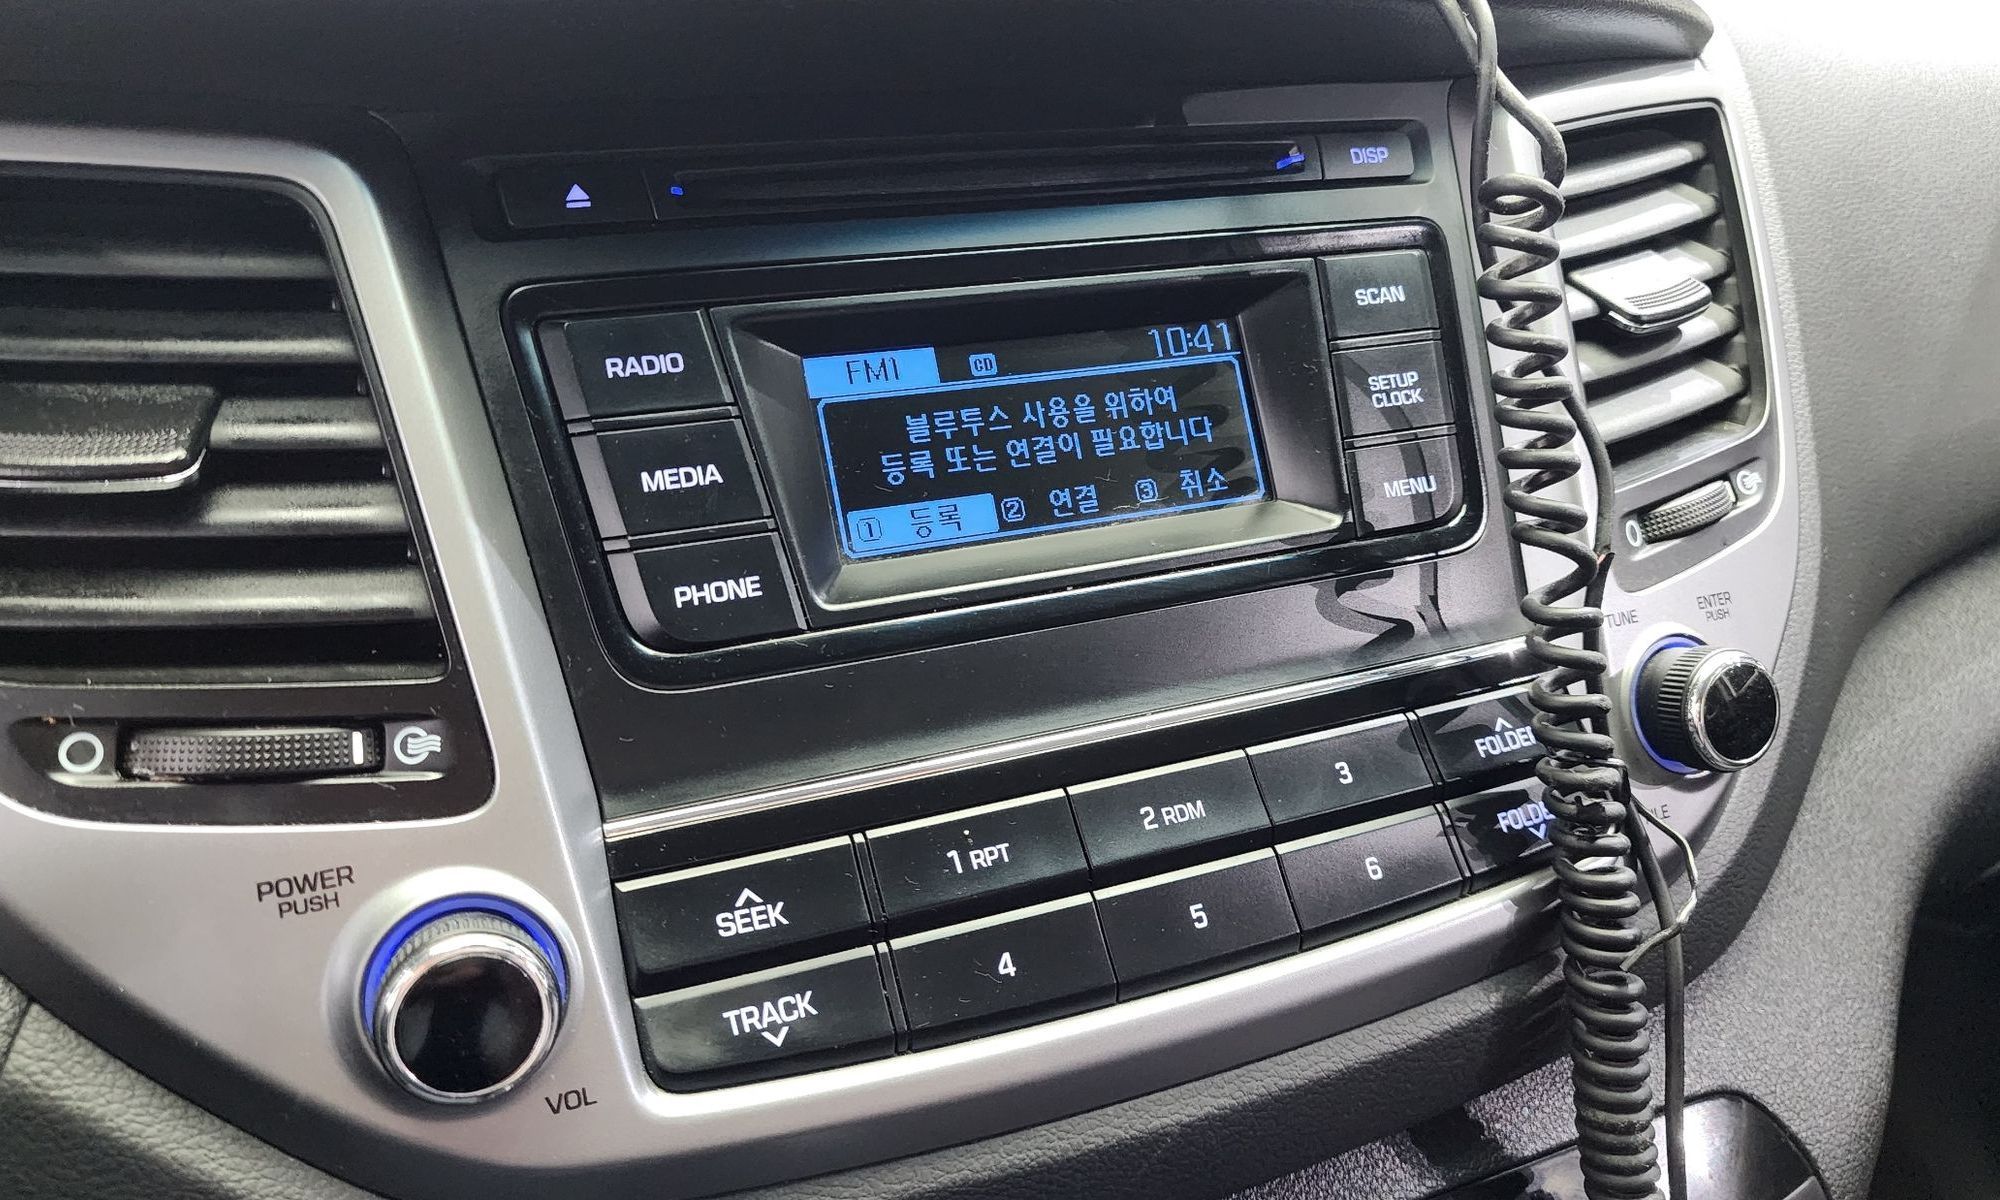 DISP
RADIO
MEDIA
PHONE
FM1 CD 10:41
블루투스 사용을 위하여
등록 또는 연결이 필요합니다
1 등록 2 연결 3 취소
SCAN
SETUP
CLOCK
MENU
TUNE
ENTER
PUSH
POWER
PUSH
VOL
SEEK
TRACK
1 RPT
2 RDM
3
4
5
6
FOLDER
FOLDER